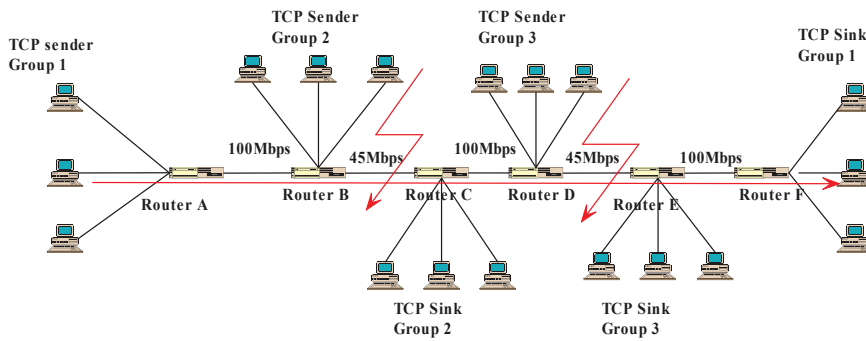 TCP sender
Group 1
TCP Sender
Group 2
TCP Sender
Group 3
TCP Sink
Group 1
100Mbps
45Mbps
100Mbps
45Mbps
100Mbps
Router A
Router B
Router C
Router D
Router E
Router F
TCP Sink
Group 2
TCP Sink
Group 3